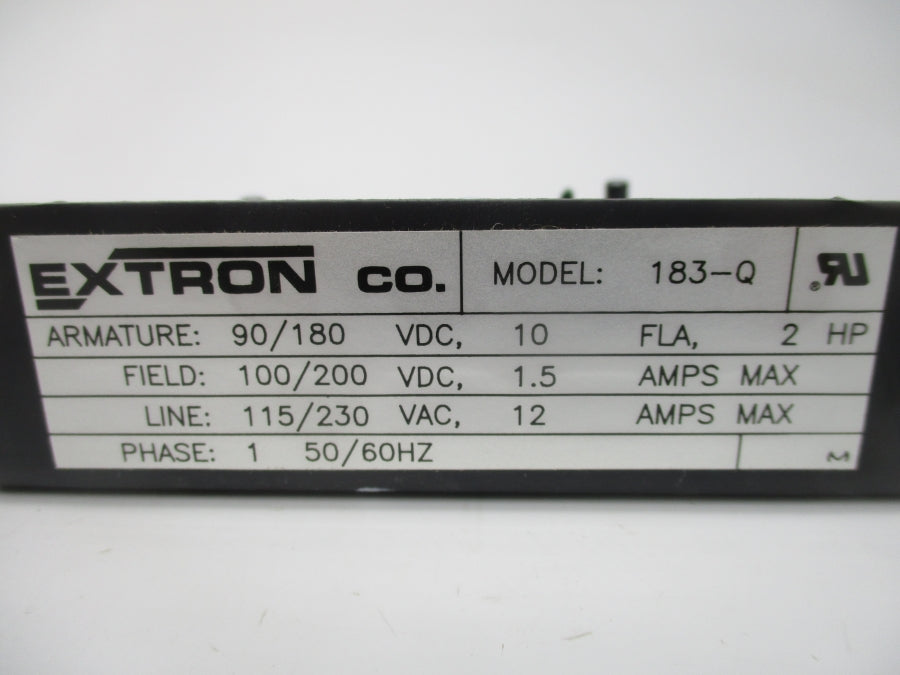 EXTRON CO. MODEL: 183-Q ЯU®
ARMATURE: 90/180 VDC, 10 FLA, 2 HP
FIELD: 100/200 VDC, 1.5 AMPS MAX
LINE: 115/230 VAC, 12 AMPS MAX
PHASE: 1 50/60HZ